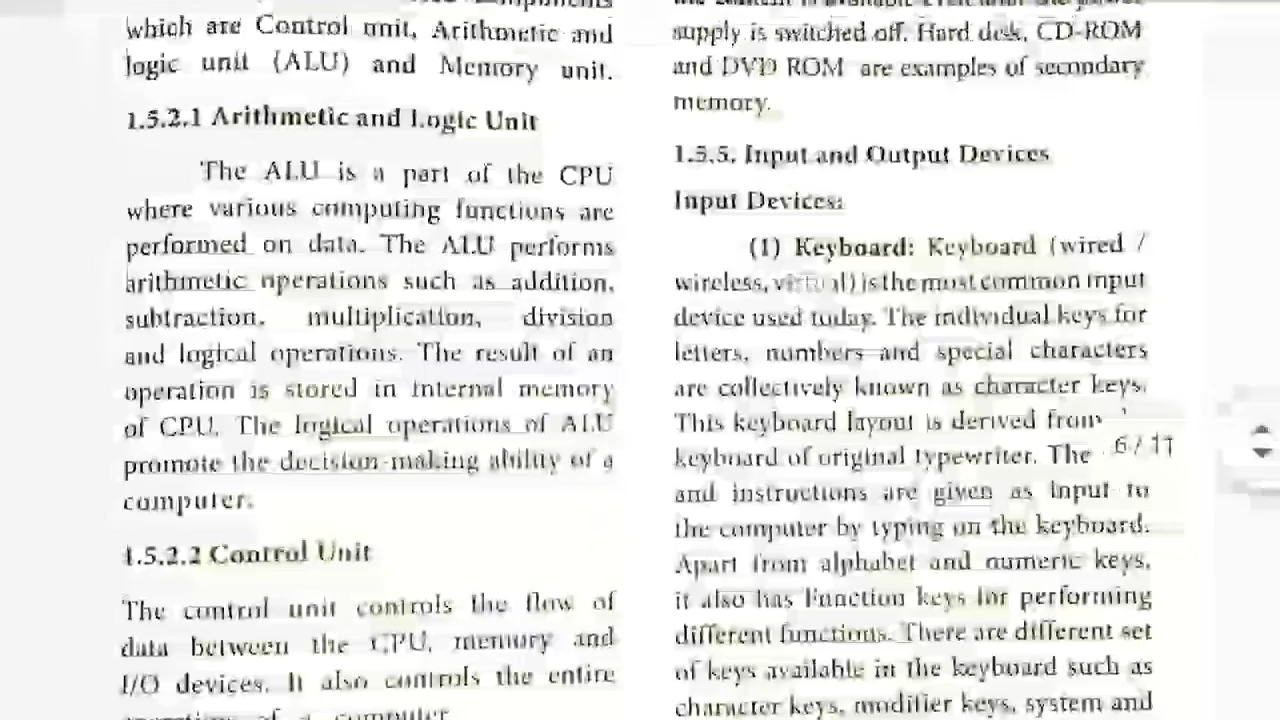 which are Control unit, Arithmetic and
logic unit (ALU) and Memory unit.
1.5.2.1 Arithmetic and Logic Unit
The ALU is a part of the CPU
where various computing functions are
performed on data. The ALU performs
arithmetic operations such as addition,
subtraction, multiplication, division
and logical operations. The result of an
operation is stored in internal memory
of CPU. The logical operations of ALU
promote the decision-making ability of a
computer.
1.5.2.2 Control Unit
The control unit controls the flow of
data between the CPU, memory and
I/O devices. It also controls the entire
of a computer
supply is switched off. Hard desk, CD-ROM
and DVD ROM are examples of secondary
memory.
1.5.5. Input and Output Devices
Input Devices:
(1) Keyboard: Keyboard (wired /
wireless, virtual) is the most common input
device used today. The individual keys for
letters, numbers and special characters
are collectively known as character keys.
This keyboard layout is derived from
keyboard of original typewriter. The
6 / 11
and instructions are given as input to
the computer by typing on the keyboard.
Apart from alphabet and numeric keys,
it also has Function keys for performing
different functions. There are different set
of keys available in the keyboard such as
character keys, modifier keys, system and